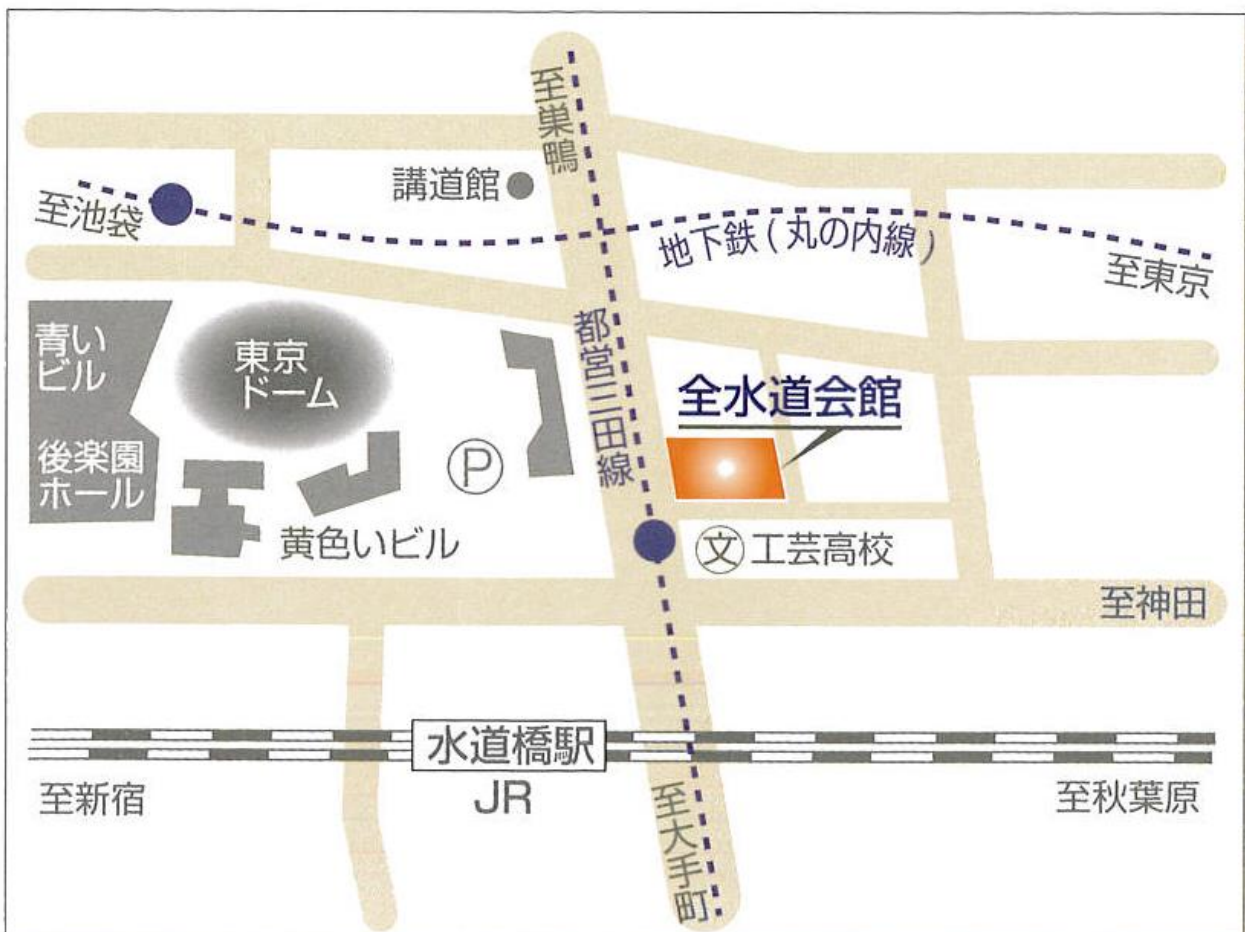 至巣鴨
講道館
至池袋
地下鉄(丸の内線)
至東京
青い
ビル
東京
ドーム
都営三田線
全水道会館
後楽園
ホール
P
黄色いビル
文 工芸高校
至神田
水道橋駅
JR
至新宿
至秋葉原
至大手町